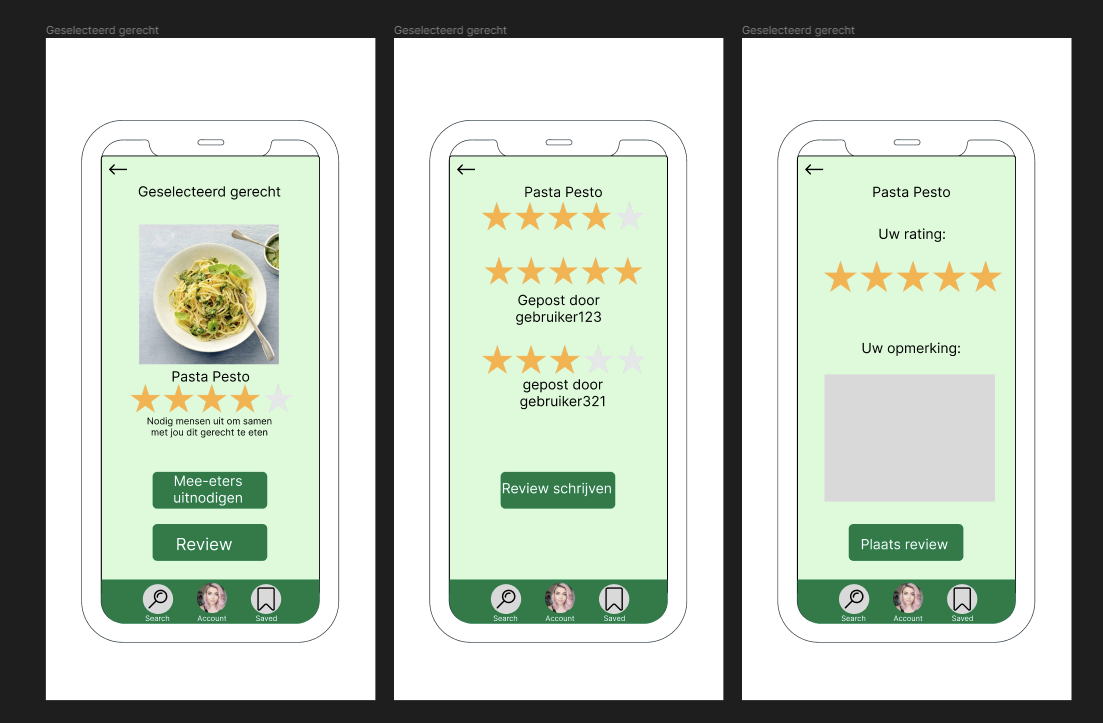 Geselecteerd gerecht
Geselecteerd gerecht
Pasta Pesto
Nodig mensen uit om samen
met jou dit gerecht te eten
Mee-eters
uitnodigen
Review
Search
Account
Saved
Geselecteerd gerecht
Pasta Pesto
Gepost door
gebruiker123
gepost door
gebruiker321
Review schrijven
Search
Account
Saved
Geselecteerd gerecht
Pasta Pesto
Uw rating:
Uw opmerking:
Plaats review
Search
Account
Saved